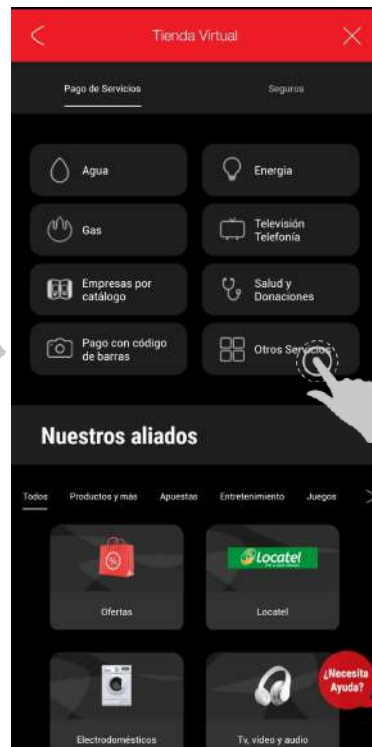 Tienda Virtual
Pago de Servicios
Seguros
Agua
Energía
Gas
Televisión
Telefonía
Empresas por
catálogo
Salud y
Donaciones
Pago con código
de barras
Otros Servicios
Nuestros aliados
Todos
Productos y más
Apuestas
Entretenimiento
Juegos
Locatel
Ofertas
Locatel
¿Necesita
Ayuda?
Electrodomésticos
Tv, video y audio